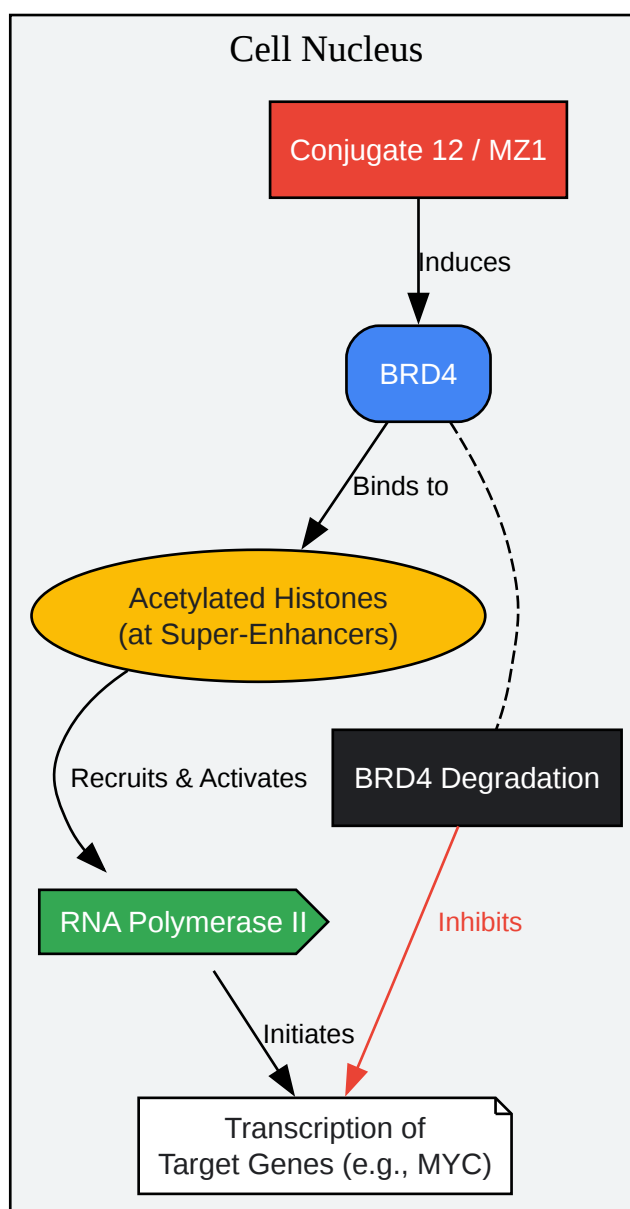 Cell Nucleus
Conjugate 12 / MZ1
Induces
BRD4
Binds to
Acetylated Histones
(at Super-Enhancers)
Recruits & Activates
BRD4 Degradation
RNA Polymerase II
Inhibits
Initiates
Transcription of
Target Genes (e.g., MYC)